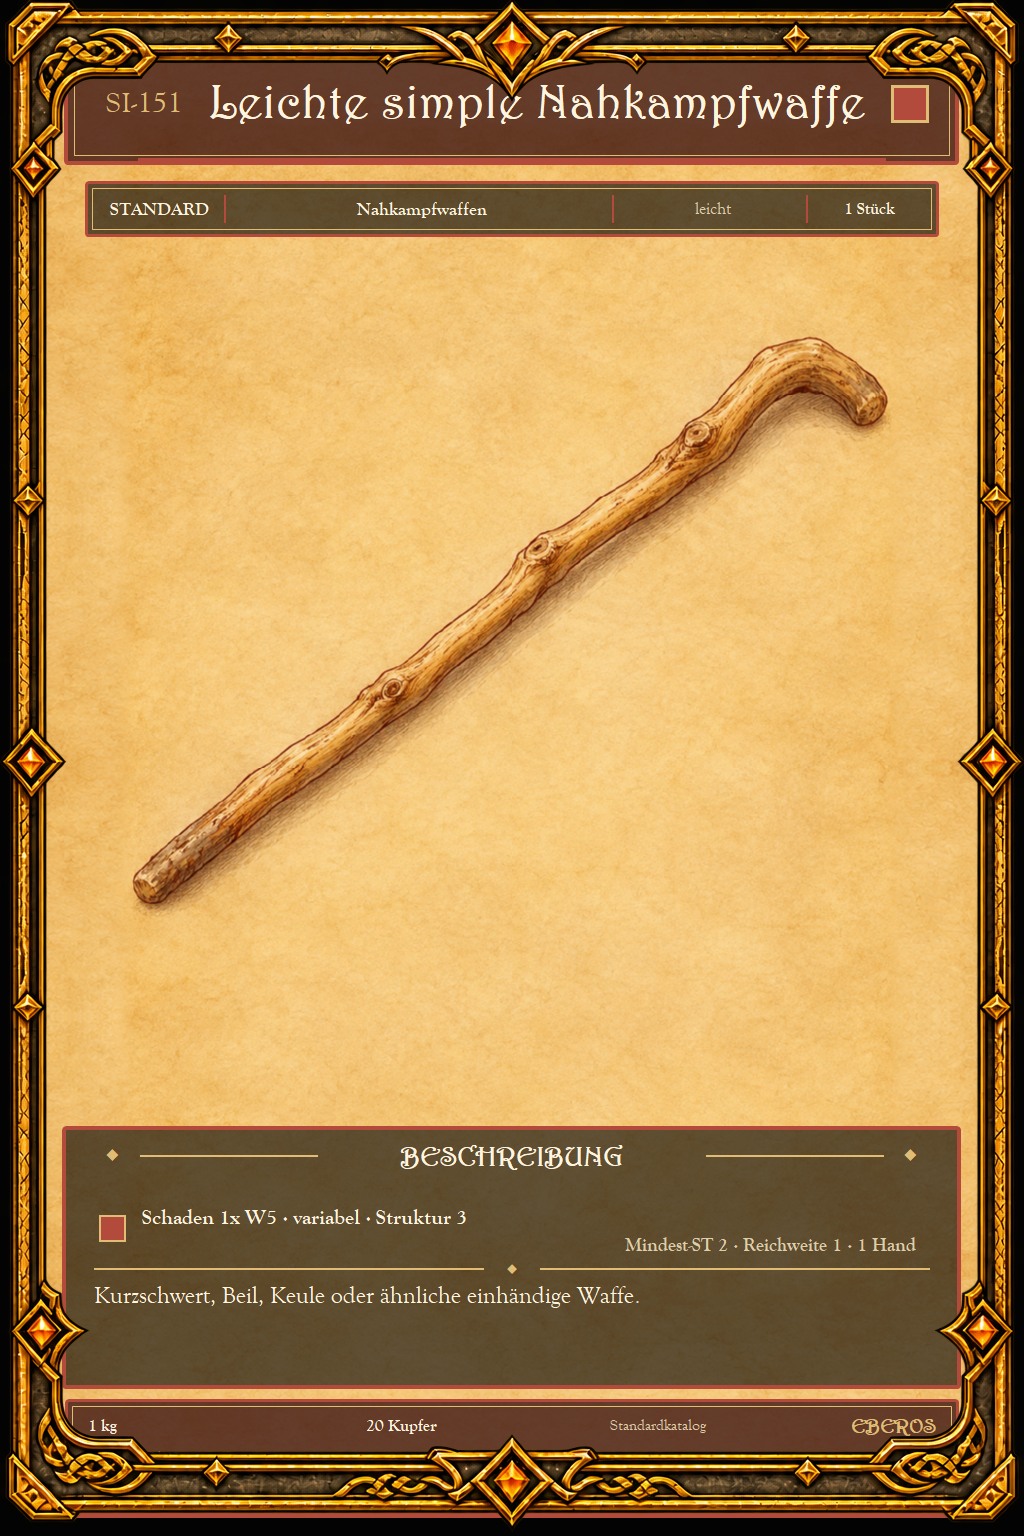 SI-151 Leichte simple Nahkampfwaffe
STANDARD Nahkampfwaffen leicht 1 Stück
BESCHREIBUNG
Schaden 1x W5 · variabel · Struktur 3
Mindest-ST 2 · Reichweite 1 · 1 Hand
Kurzschwert, Beil, Keule oder ähnliche einhändige Waffe.
1 kg 20 Kupfer Standardkatalog EBEROS